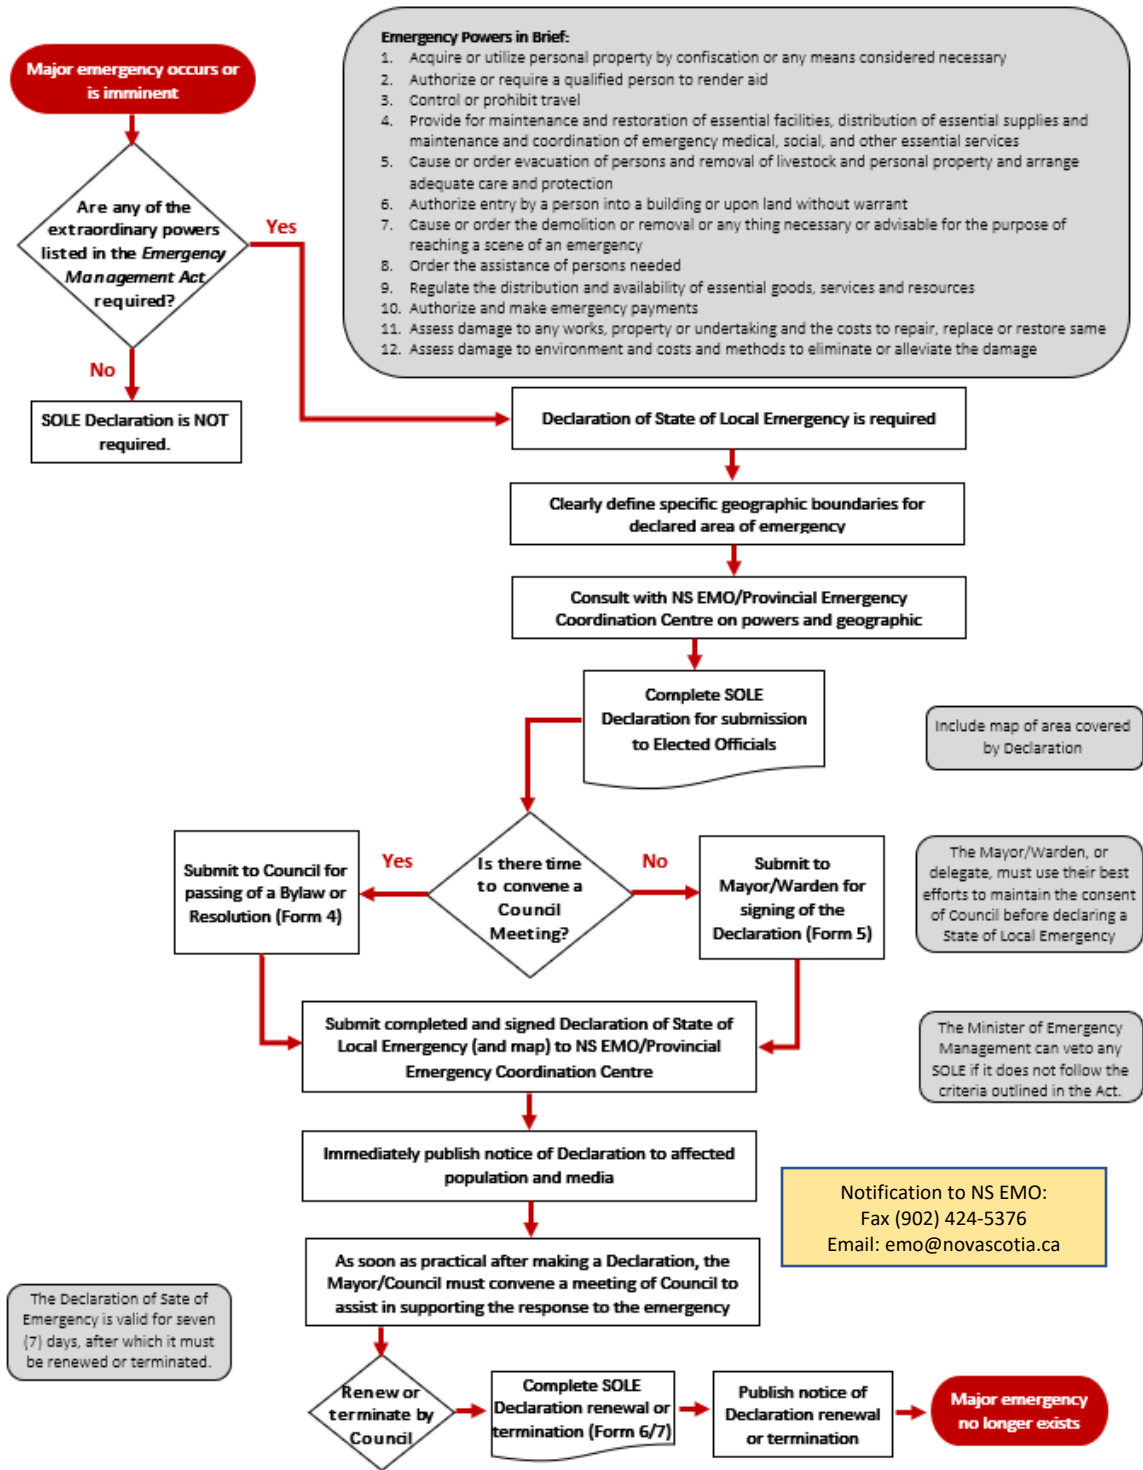 Emergency Powers in Brief:
1. Acquire or utilize personal property by confiscation or any means considered necessary
2. Authorize or require a qualified person to render aid
3. Control or prohibit travel
4. Provide for maintenance and restoration of essential facilities, distribution of essential supplies and
maintenance and coordination of emergency medical, social, and other essential services
5. Cause or order evacuation of persons and removal of livestock and personal property and arrange
adequate care and protection
6. Authorize entry by a person into a building or upon land without warrant
7. Cause or order the demolition or removal or any thing necessary or advisable for the purpose of
reaching a scene of an emergency
8. Order the assistance of persons needed
9. Regulate the distribution and availability of essential goods, services and resources
10. Authorize and make emergency payments
11. Assess damage to any works, property or undertaking and the costs to repair, replace or restore same
12. Assess damage to environment and costs and methods to eliminate or alleviate the damage
Major emergency occurs or
is imminent
Are any of the
extraordinary powers
listed in the Emergency
Management Act
required?
Yes
No
SOLE Declaration is NOT
required.
Declaration of State of Local Emergency is required
Clearly define specific geographic boundaries for
declared area of emergency
Consult with NS EMO/Provincial Emergency
Coordination Centre on powers and geographic
Complete SOLE
Declaration for submission
to Elected Officials
Include map of area covered
by Declaration
Is there time
to convene a
Council
Meeting?
Yes
No
Submit to Council for
passing of a Bylaw or
Resolution (Form 4)
Submit to
Mayor/Warden for
signing of the
Declaration (Form 5)
The Mayor/Warden, or
delegate, must use their best
efforts to maintain the consent
of Council before declaring a
State of Local Emergency
Submit completed and signed Declaration of State of
Local Emergency (and map) to NS EMO/Provincial
Emergency Coordination Centre
The Minister of Emergency
Management can veto any
SOLE if it does not follow the
criteria outlined in the Act.
Immediately publish notice of Declaration to affected
population and media
Notification to NS EMO:
Fax (902) 424-5376
Email: emo@novascotia.ca
As soon as practical after making a Declaration, the
Mayor/Council must convene a meeting of Council to
assist in supporting the response to the emergency
The Declaration of Sate of
Emergency is valid for seven
(7) days, after which it must
be renewed or terminated.
Renew or
terminate by
Council
Complete SOLE
Declaration renewal or
termination (Form 6/7)
Publish notice of
Declaration renewal
or termination
Major emergency
no longer exists